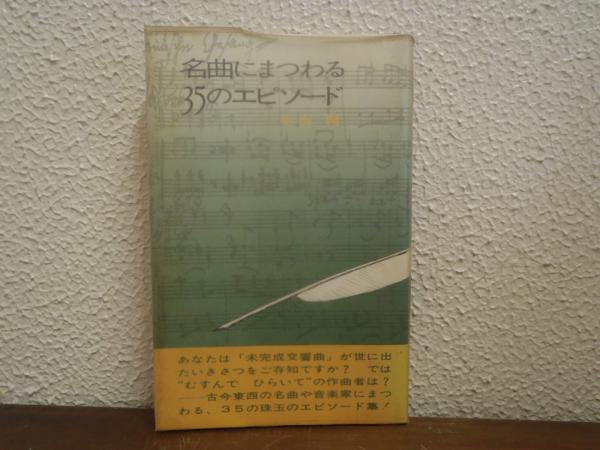 名曲にまつわる
35のエピソード
あなたは「未完成交響曲」が世に出
たいきさつをご存知ですか？ では
“むすんで ひらいて”の作曲者は？
――古今東西の名曲や音楽家にまつ
わる、35の珠玉のエピソード集！